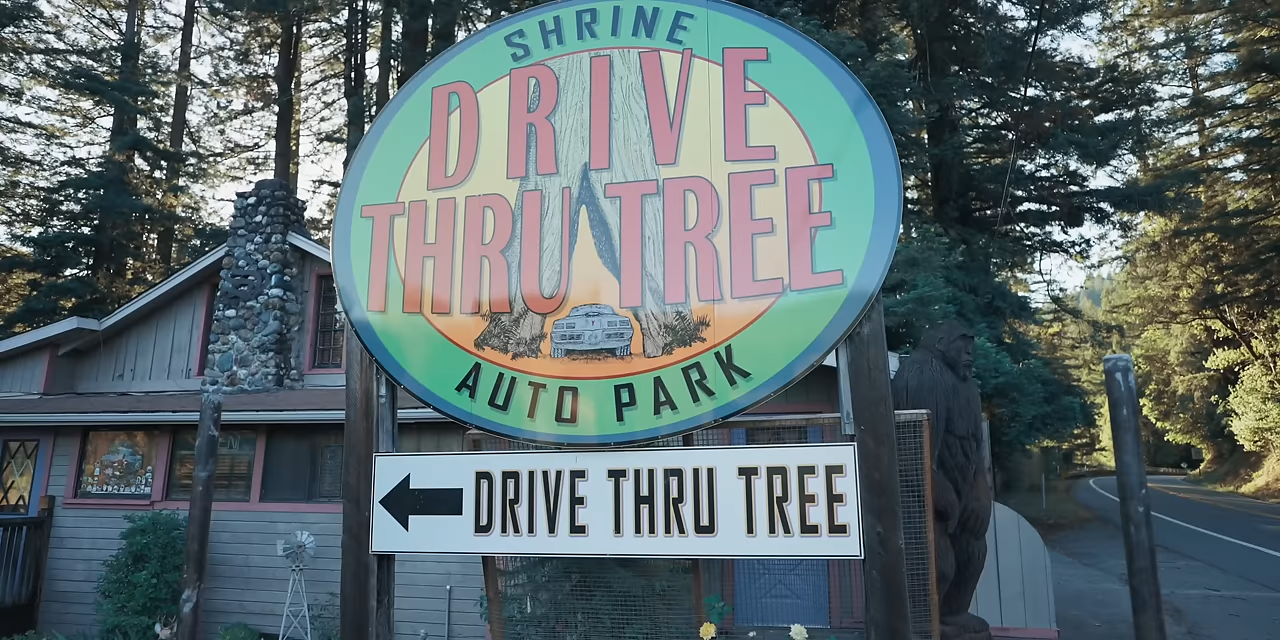 SHRINE
DRIVE
THRU TREE
AUTO PARK
DRIVE THRU TREE